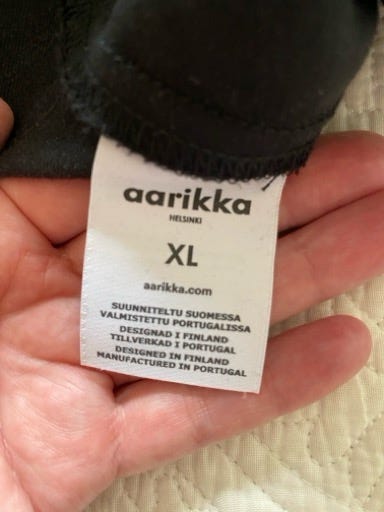 aarikka
HELSINKI
XL
aarikka.com
SUUNNITELTU SUOMESSA
VALMISTETTU PORTUGALISSA
DESIGNAD I FINLAND
TILLVERKAD I PORTUGAL
DESIGNED IN FINLAND
MANUFACTURED IN PORTUGAL